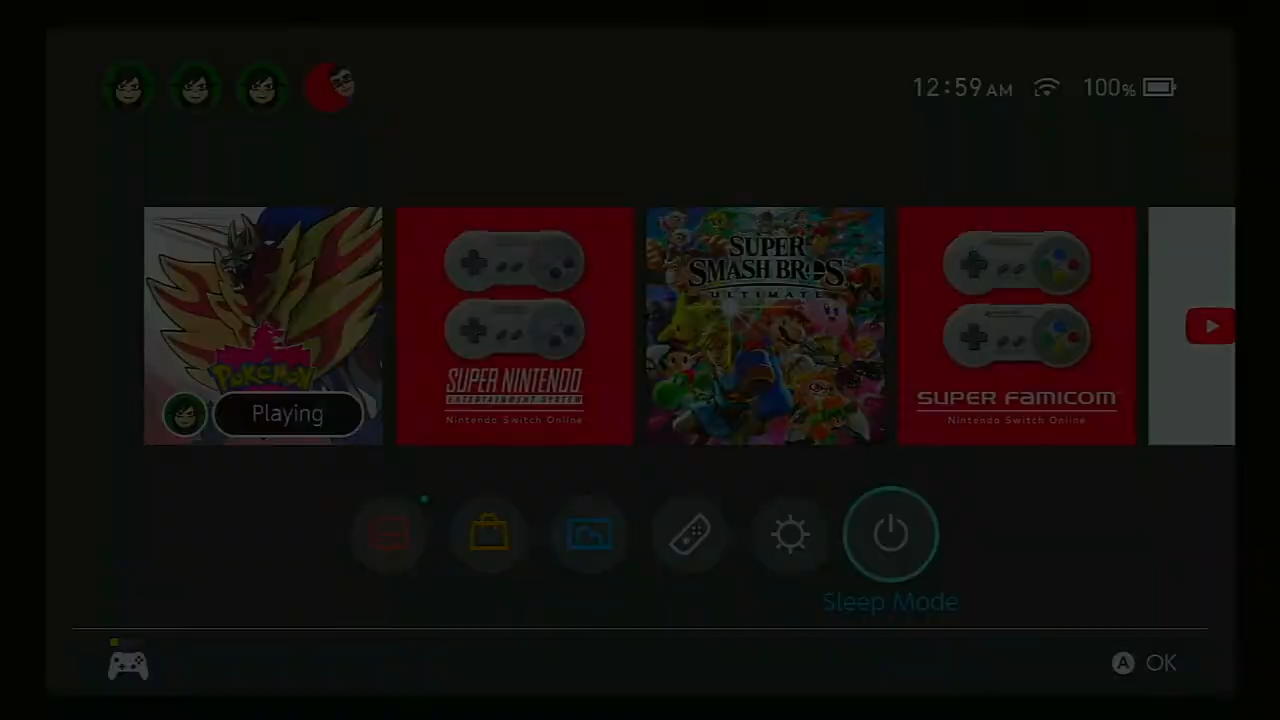 12:59 AM 100%
POKÉMON
Playing
SUPER NINTENDO
ENTERTAINMENT SYSTEM
Nintendo Switch Online
SUPER
SMASH BROS.
ULTIMATE
SUPER FAMICOM
Nintendo Switch Online
Sleep Mode
A OK